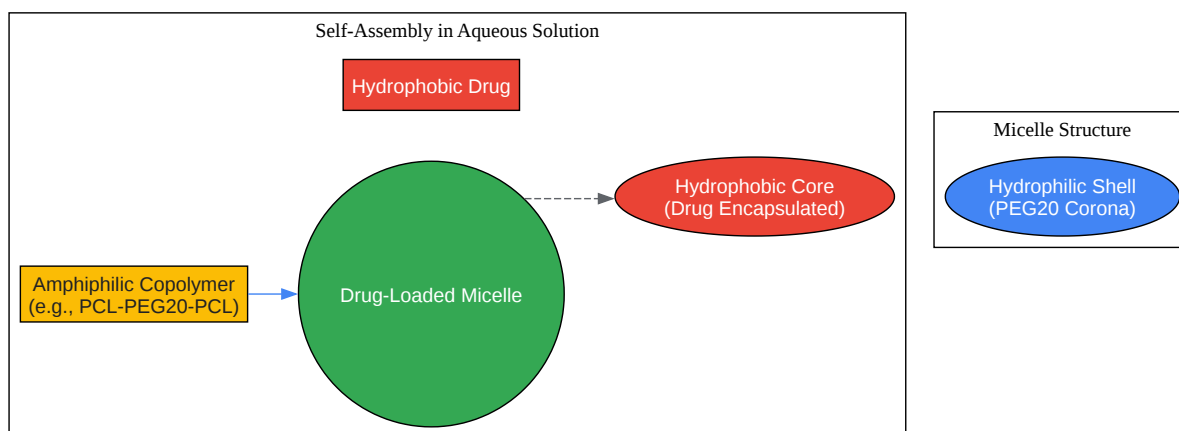 Self-Assembly in Aqueous Solution
Hydrophobic Drug
Micelle Structure
Hydrophobic Core
(Drug Encapsulated)
Hydrophilic Shell
(PEG20 Corona)
Amphiphilic Copolymer
(e.g., PCL-PEG20-PCL)
Drug-Loaded Micelle